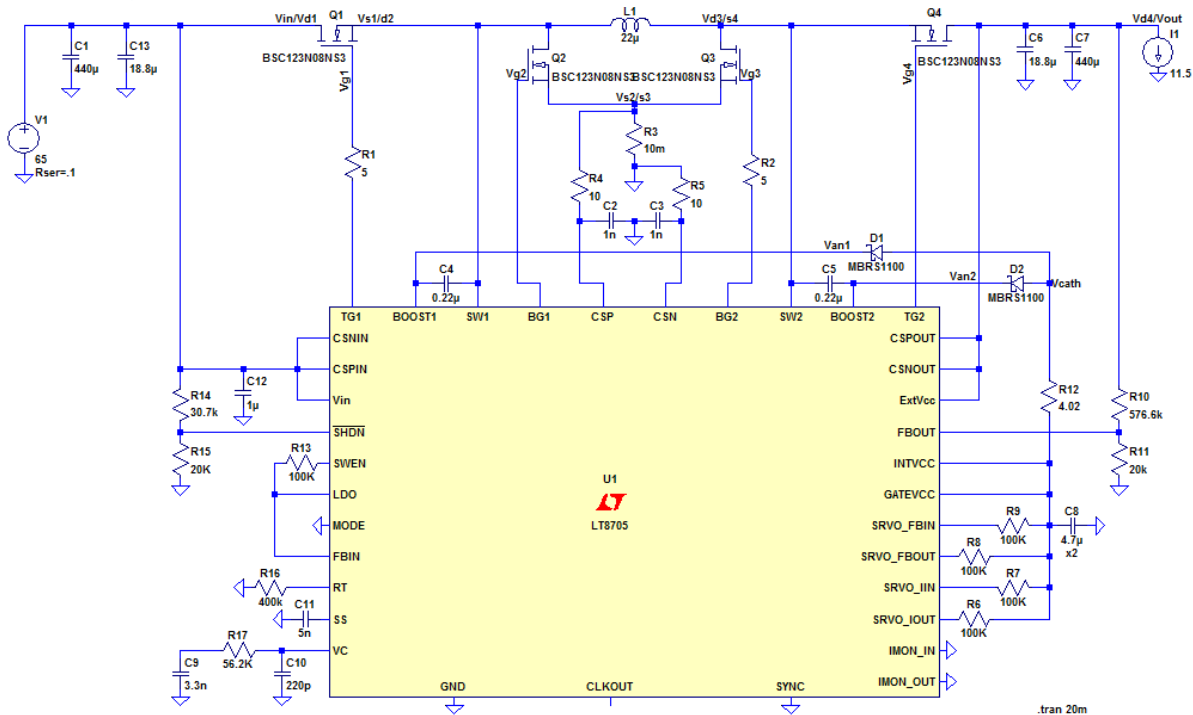 Vin/Vd1
Q1
Vs1/d2
L1
Vd3/s4
Q4
Vd4/Vout
C1
440µ
C13
18.8µ
BSC123N08NS3
Vg1
22µ
Q2
Q3
BSC123N08NS3
BSC123N08NS3
Vg2
Vg3
Vg4
BSC123N08NS3
C6
18.8µ
C7
440µ
I1
11.5
Vs2/s3
V1
65
Rser=.1
R1
5
R3
10m
R2
5
R4
10
R5
10
C2
1n
C3
1n
Van1
D1
MBRS1100
C4
0.22µ
C5
0.22µ
Van2
D2
MBRS1100
Vcath
TG1
BOOST1
SW1
BG1
CSP
CSN
BG2
SW2
BOOST2
TG2
CSNIN
CSPOUT
CSPIN
CSNOUT
Vin
ExtVcc
SHDN
FBOUT
SWEN
INTVCC
LDO
GATEVCC
MODE
SRVO_FBIN
FBIN
SRVO_FBOUT
RT
SRVO_IIN
SS
SRVO_IOUT
VC
IMON_IN
IMON_OUT
GND
CLKOUT
SYNC
U1
LT8705
C12
1µ
R14
30.7k
R15
20K
R13
100K
R16
400k
C11
5n
R17
56.2K
C9
3.3n
C10
220p
R12
4.02
R10
576.6k
R11
20k
R9
100K
C8
4.7µ
x2
R8
100K
R7
100K
R6
100K
.tran 20m